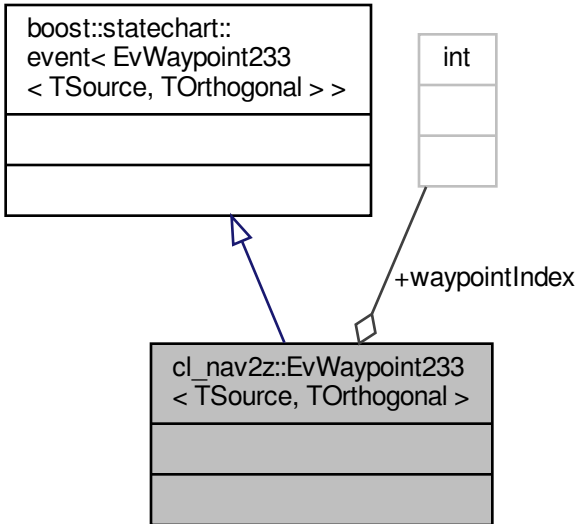 boost::statechart::
event< EvWaypoint233
< TSource, TOrthogonal > >
int
+waypointIndex
cl_nav2z::EvWaypoint233
< TSource, TOrthogonal >